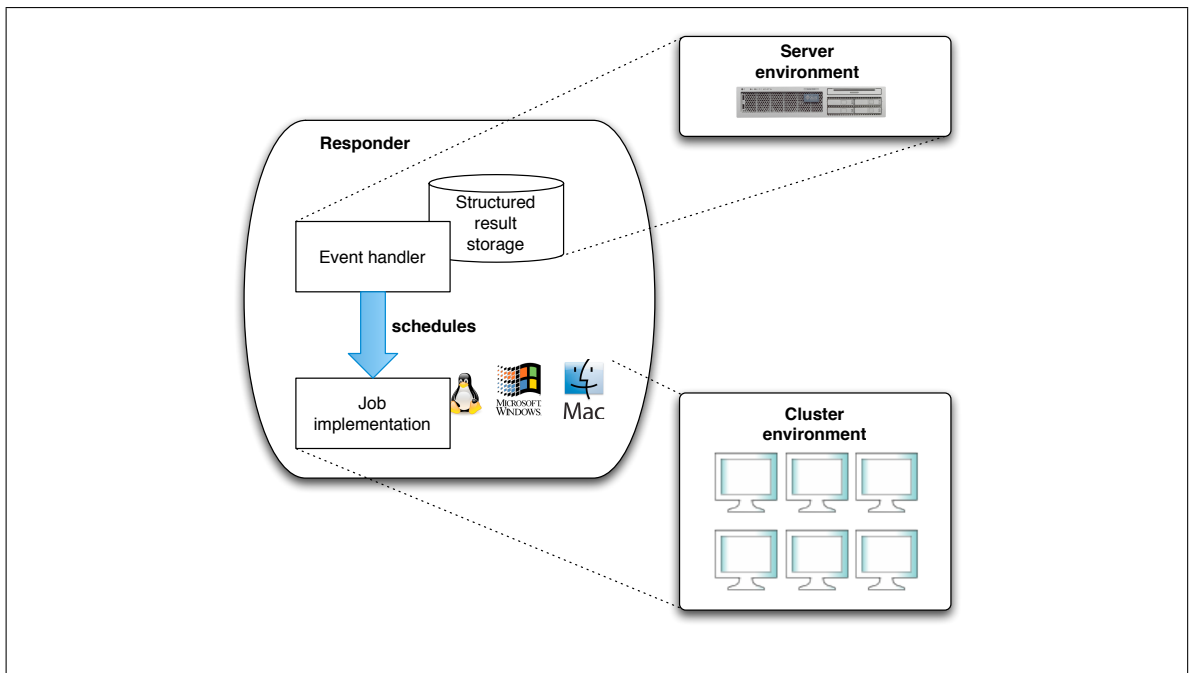 Server
environment
Responder
Structured
result
storage
Event handler
schedules
Job
implementation
MICROSOFT
WINDOWS
Mac
Cluster
environment